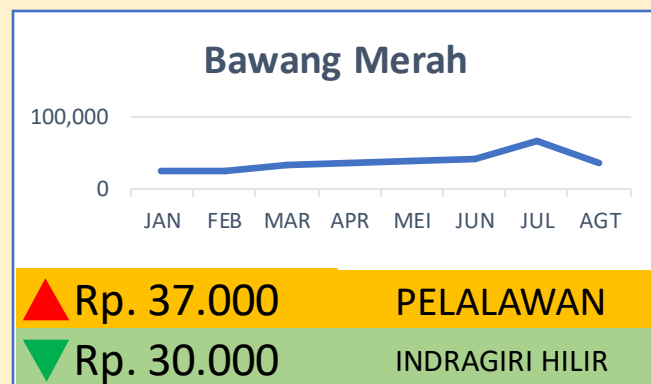 Bawang Merah
100,000
0
JAN FEB MAR APR MEI JUN JUL AGT
Rp. 37.000 PELALAWAN
Rp. 30.000 INDRAGIRI HILIR